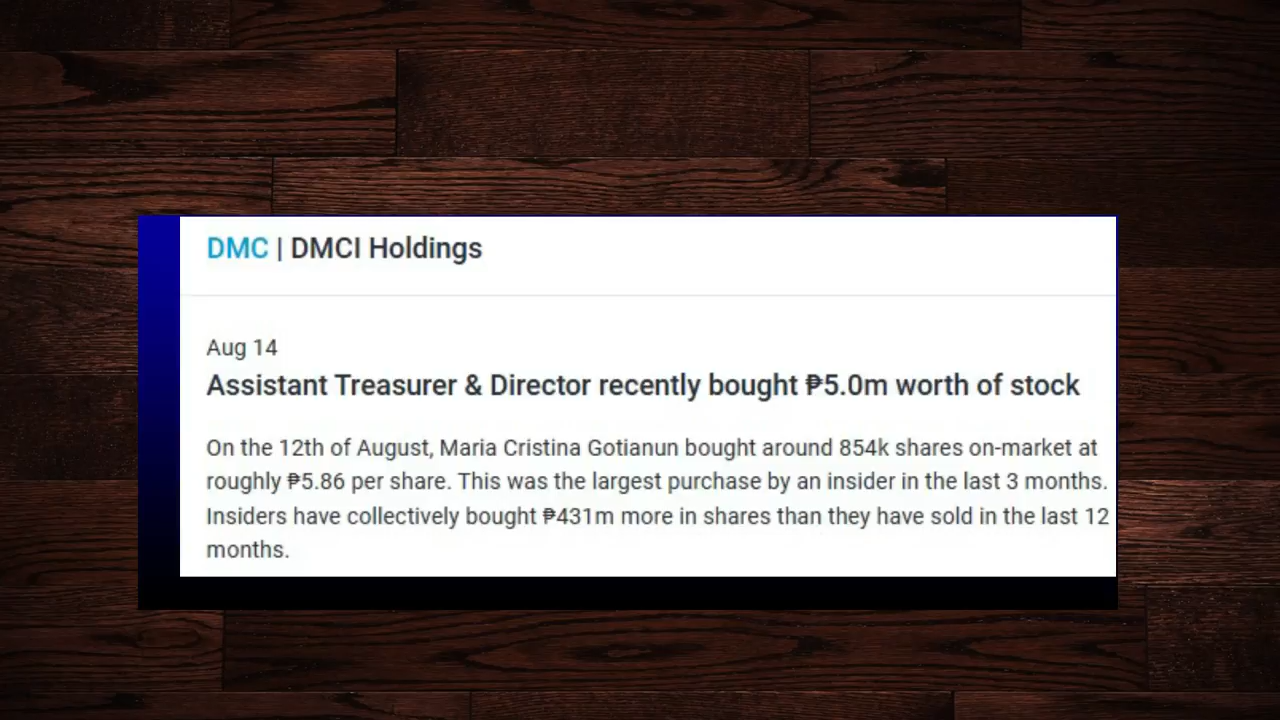 DMC | DMCI Holdings
Aug 14
Assistant Treasurer & Director recently bought ₱5.0m worth of stock
On the 12th of August, Maria Cristina Gotianun bought around 854k shares on-market at
roughly ₱5.86 per share. This was the largest purchase by an insider in the last 3 months.
Insiders have collectively bought ₱431m more in shares than they have sold in the last 12
months.